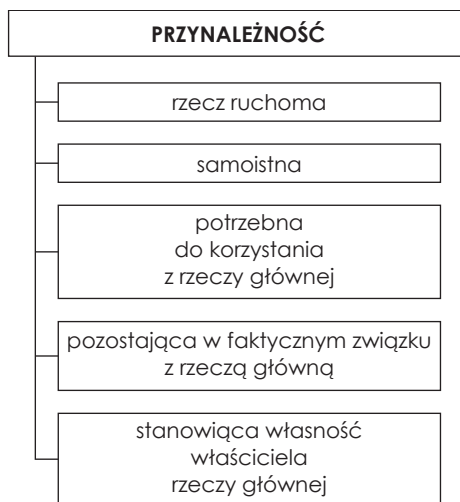 PRZYNALEŻNOŚĆ
rzecz ruchoma
samoistna
potrzebna
do korzystania
z rzeczy głównej
pozostająca w faktycznym związku
z rzeczą główną
stanowiąca własność
właściciela
rzeczy głównej